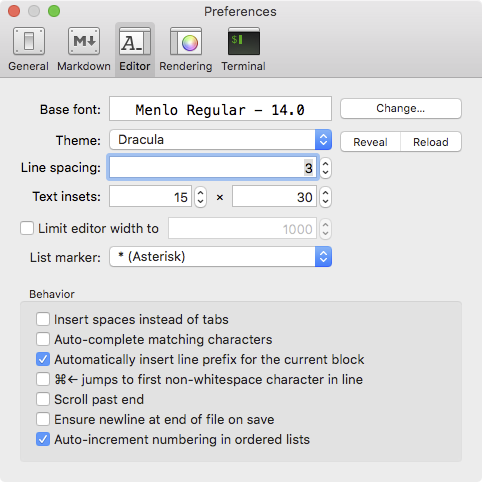 Preferences
General Markdown Editor Rendering Terminal
Base font: Menlo Regular – 14.0 Change...
Theme: Dracula Reveal Reload
Line spacing: 3
Text insets: 15 × 30
Limit editor width to 1000
List marker: * (Asterisk)
Behavior
Insert spaces instead of tabs
Auto-complete matching characters
Automatically insert line prefix for the current block
⌘← jumps to first non-whitespace character in line
Scroll past end
Ensure newline at end of file on save
Auto-increment numbering in ordered lists